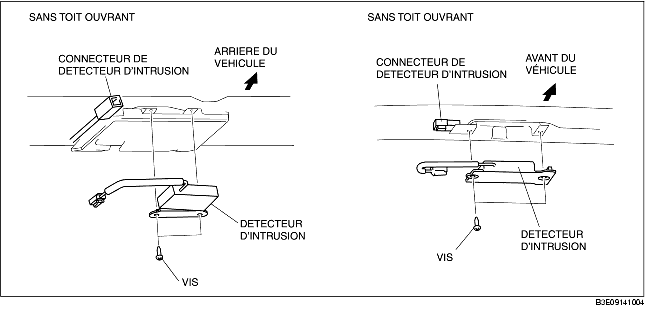 SANS TOIT OUVRANT
CONNECTEUR DE
DETECTEUR D'INTRUSION
ARRIERE DU
VEHICULE
DETECTEUR
D'INTRUSION
VIS
SANS TOIT OUVRANT
CONNECTEUR DE
DETECTEUR D'INTRUSION
AVANT DU
VÉHICULE
DETECTEUR
D'INTRUSION
VIS
B3E09141004